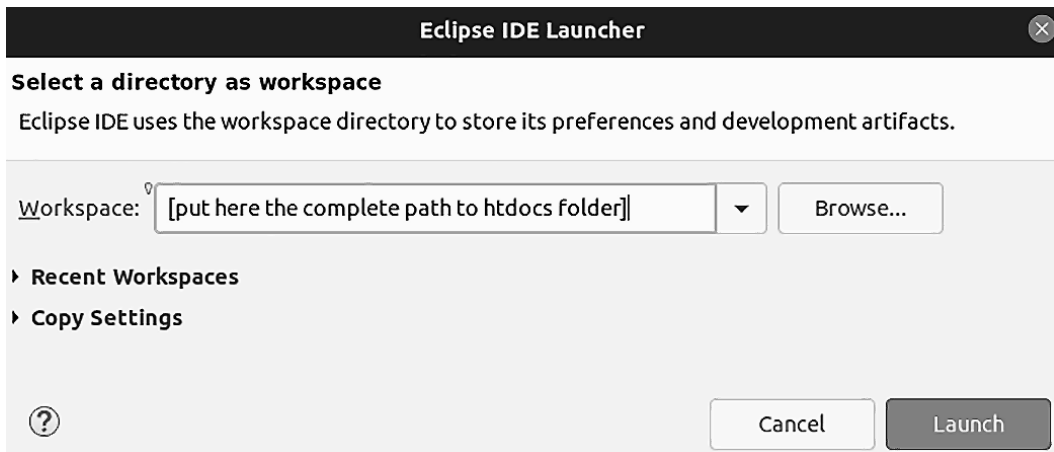 Eclipse IDE Launcher
Select a directory as workspace
Eclipse IDE uses the workspace directory to store its preferences and development artifacts.
Workspace: [put here the complete path to htdocs folder] Browse...
Recent Workspaces
Copy Settings
? Cancel Launch